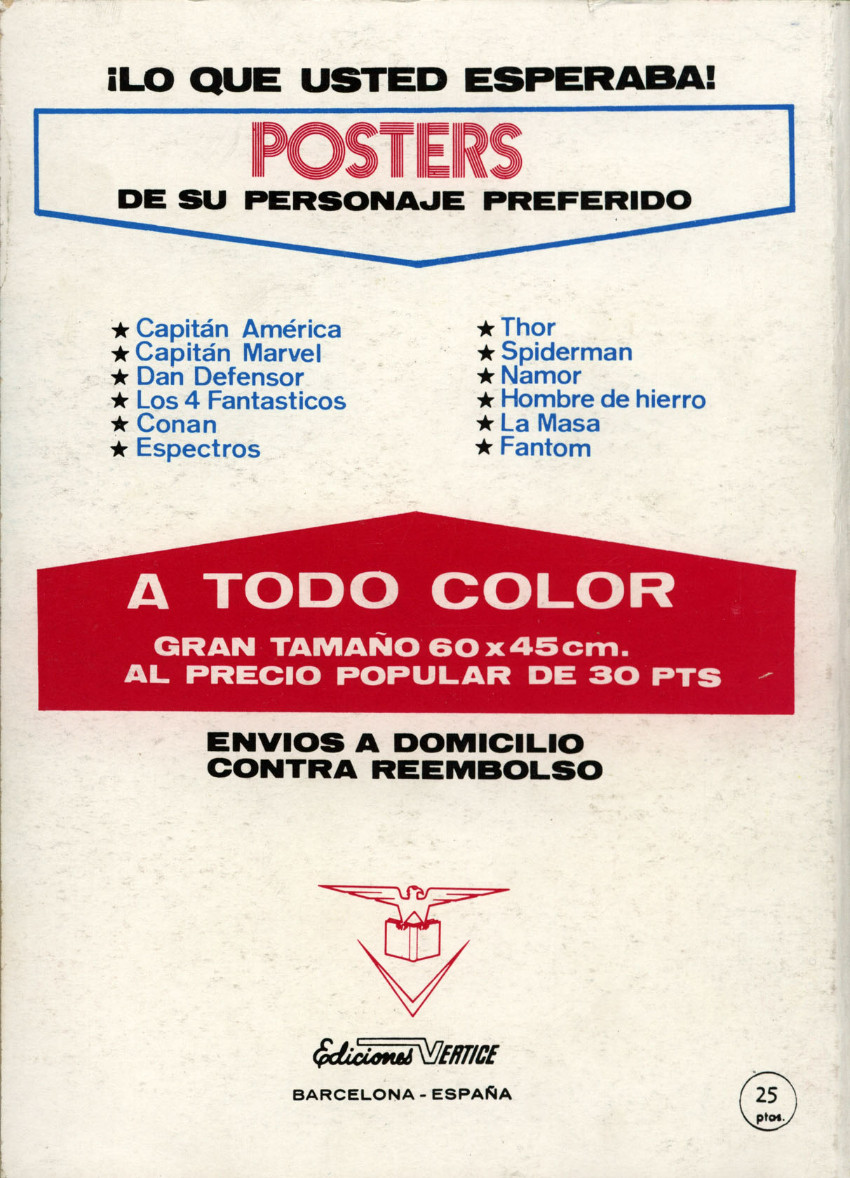 ¡LO QUE USTED ESPERABA!
POSTERS
DE SU PERSONAJE PREFERIDO
★ Capitán América
★ Capitán Marvel
★ Dan Defensor
★ Los 4 Fantasticos
★ Conan
★ Espectros
★ Thor
★ Spiderman
★ Namor
★ Hombre de hierro
★ La Masa
★ Fantom
A TODO COLOR
GRAN TAMAÑO 60 x 45 cm.
AL PRECIO POPULAR DE 30 PTS
ENVIOS A DOMICILIO
CONTRA REEMBOLSO
Ediciones VERTICE
BARCELONA - ESPAÑA
25
ptos.